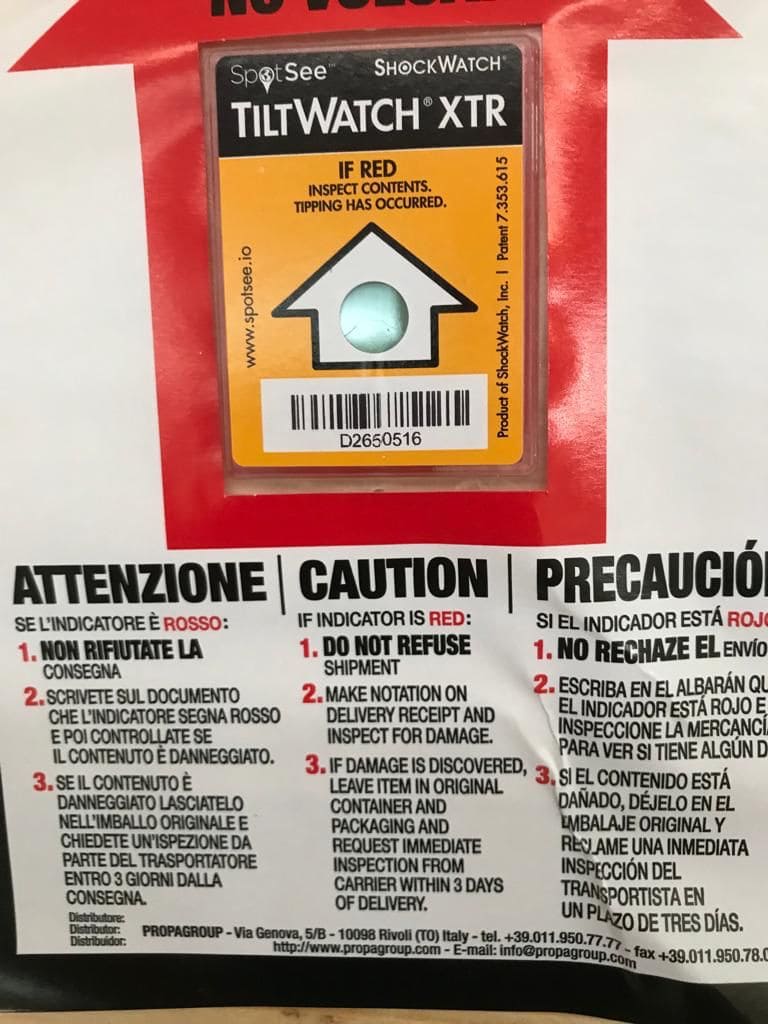 SpotSee™ SHOCKWATCH®
TILTWATCH® XTR
IF RED
INSPECT CONTENTS.
TIPPING HAS OCCURRED.
www.spotsee.io
Product of ShockWatch, Inc. | Patent 7.353.615
D2650516
ATTENZIONE
SE L'INDICATORE È ROSSO:
1. NON RIFIUTATE LA
CONSEGNA
2. SCRIVETE SUL DOCUMENTO
CHE L'INDICATORE SEGNA ROSSO
E POI CONTROLLATE SE
IL CONTENUTO È DANNEGGIATO.
3. SE IL CONTENUTO È
DANNEGGIATO LASCIATELO
NELL'IMBALLO ORIGINALE E
CHIEDETE UN'ISPEZIONE DA
PARTE DEL TRASPORTATORE
ENTRO 3 GIORNI DALLA
CONSEGNA.
CAUTION
IF INDICATOR IS RED:
1. DO NOT REFUSE
SHIPMENT
2. MAKE NOTATION ON
DELIVERY RECEIPT AND
INSPECT FOR DAMAGE.
3. IF DAMAGE IS DISCOVERED,
LEAVE ITEM IN ORIGINAL
CONTAINER AND
PACKAGING AND
REQUEST IMMEDIATE
INSPECTION FROM
CARRIER WITHIN 3 DAYS
OF DELIVERY.
PRECAUCIÓ
SI EL INDICADOR ESTÁ ROJO
1. NO RECHAZE EL ENVÍO
2. ESCRIBA EN EL ALBARÁN QU
EL INDICADOR ESTÁ ROJO E
INSPECCIONE LA MERCANCÍ
PARA VER SI TIENE ALGÚN D
3. SI EL CONTENIDO ESTÁ
DAÑADO, DÉJELO EN EL
EMBALAJE ORIGINAL Y
RECLAME UNA INMEDIATA
INSPECCIÓN DEL
TRANSPORTISTA EN
UN PLAZO DE TRES DÍAS.
Distributore:
Distributor:
Distribuidor:
PROPAGROUP - Via Genova, 5/B - 10098 Rivoli (TO) Italy - tel. +39.011.950.77.77 - fax +39.011.950.78.
http://www.propagroup.com - E-mail: info@propagroup.com